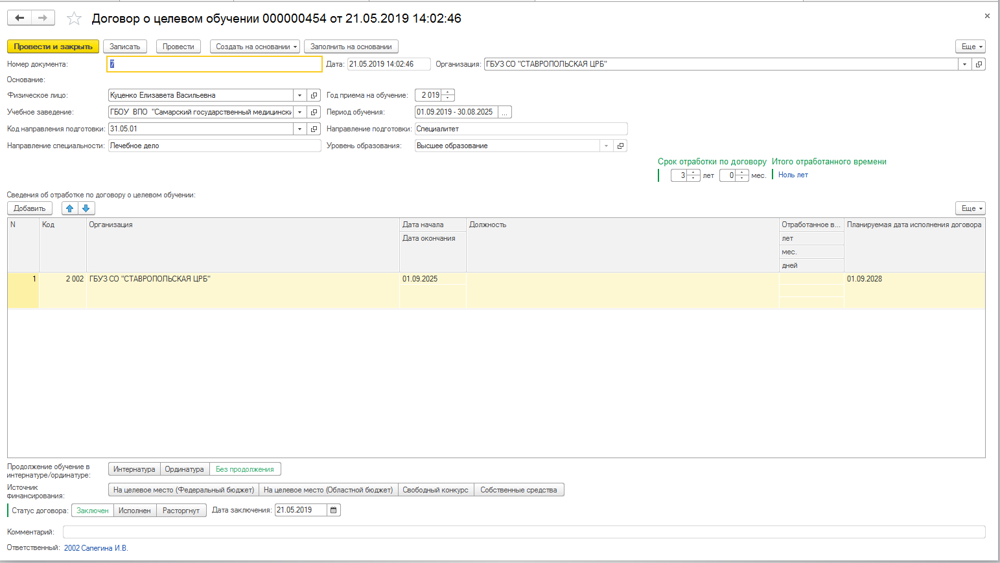 Договор о целевом обучении 000000454 от 21.05.2019 14:02:46
Провести и закрыть Записать Провести Создать на основании Заполнить на основании Еще
Номер документа: 7 Дата: 21.05.2019 14:02:46 Организация: ГБУЗ СО "СТАВРОПОЛЬСКАЯ ЦРБ"
Основание:
Физическое лицо: Куценко Елизавета Васильевна Год приема на обучение: 2 019
Учебное заведение: ГБОУ ВПО "Самарский государственный медицински Период обучения: 01.09.2019 - 30.08.2025 ...
Код направления подготовки: 31.05.01 Направление подготовки: Специалитет
Направление специальности: Лечебное дело Уровень образования: Высшее образование
Срок отработки по договору Итого отработанного времени
3 лет 0 мес. Ноль лет
Сведения об отработке по договору о целевом обучении:
Добавить Еще
N Код Организация Дата начала Должность Отработанное в... Планируемая дата исполнения договора
Дата окончания лет
мес.
дней
1 2 002 ГБУЗ СО "СТАВРОПОЛЬСКАЯ ЦРБ" 01.09.2025 01.09.2028
Продолжение обучение в
интернатуре/ординатуре: Интернатура Ординатура Без продолжения
Источник
финансирования: На целевое место (Федеральный бюджет) На целевое место (Областной бюджет) Свободный конкурс Собственные средства
Статус договора: Заключен Исполнен Расторгнут Дата заключения: 21.05.2019
Комментарий:
Ответственный: 2002 Сапегина И.В.